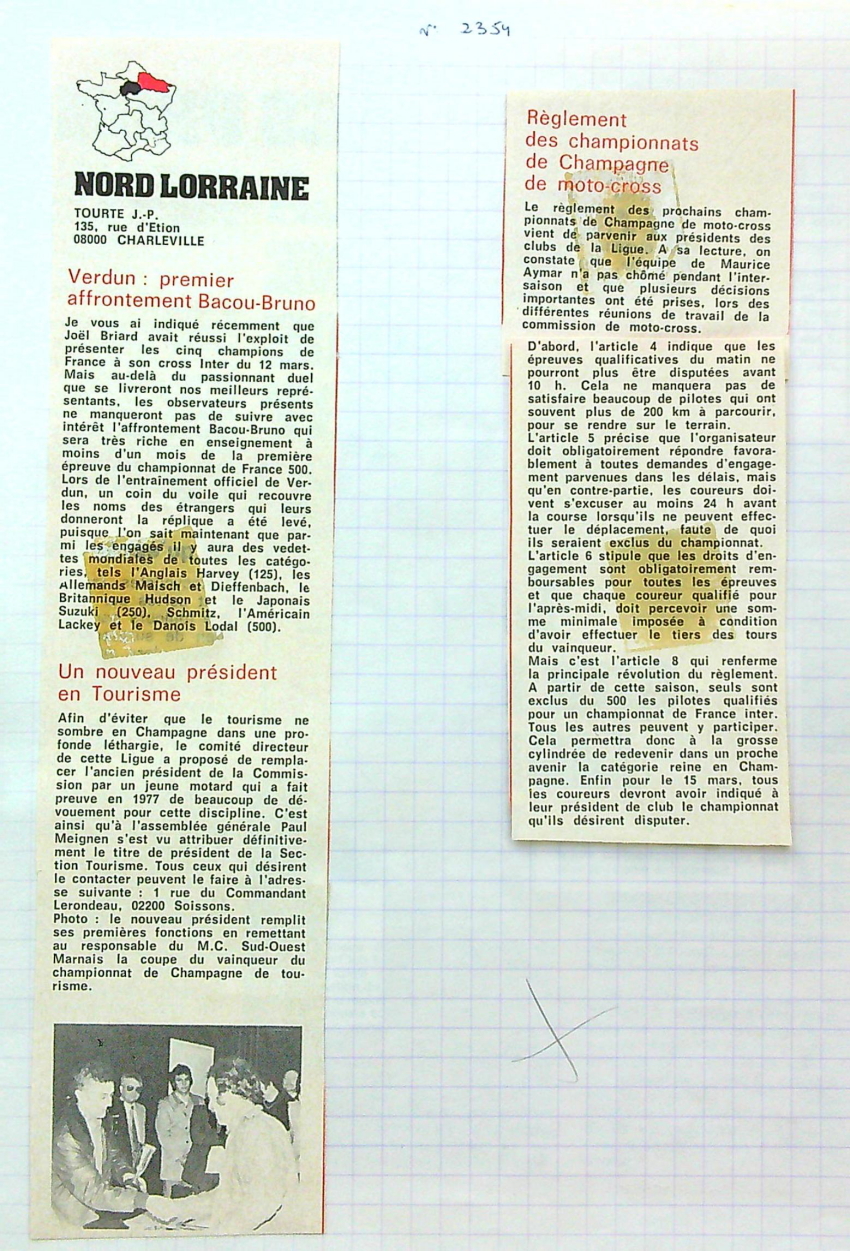 N° 2354
NORD LORRAINE
TOURTE J.-P.
135, rue d'Etion
08000 CHARLEVILLE
Verdun : premier
affrontement Bacou-Bruno
Je vous ai indiqué récemment que
Joël Briard avait réussi l'exploit de
présenter les cinq champions de
France à son cross Inter du 12 mars.
Mais au-delà du passionnant duel
que se livreront nos meilleurs repré-
sentants, les observateurs présents
ne manqueront pas de suivre avec
intérêt l'affrontement Bacou-Bruno qui
sera très riche en enseignement à
moins d'un mois de la première
épreuve du championnat de France 500.
Lors de l'entrainement officiel de Ver-
dun, un coin du voile qui recouvre
les noms des étrangers qui leurs
donneront la réplique a été levé,
puisque l'on sait maintenant que par-
mi les engagés il y aura des vedet-
tes mondiales de toutes les catégo-
ries, tels l'Anglais Harvey (125), les
Allemands Maisch et Dieffenbach, le
Britannique Hudson et le Japonais
Suzuki (250), Schmitz, l'Américain
Lackey et le Danois Lodal (500).
Un nouveau président
en Tourisme
Afin d'éviter que le tourisme ne
sombre en Champagne dans une pro-
fonde léthargie, le comité directeur
de cette Ligue a proposé de rempla-
cer l'ancien président de la Commis-
sion par un jeune motard qui a fait
preuve en 1977 de beaucoup de dé-
vouement pour cette discipline. C'est
ainsi qu'à l'assemblée générale Paul
Meignen s'est vu attribuer définitive-
ment le titre de président de la Sec-
tion Tourisme. Tous ceux qui désirent
le contacter peuvent le faire à l'adres-
se suivante : 1 rue du Commandant
Lerondeau, 02200 Soissons.
Photo : le nouveau président remplit
ses premières fonctions en remettant
au responsable du M.C. Sud-Ouest
Marnais la coupe du vainqueur du
championnat de Champagne de tou-
risme.
Règlement
des championnats
de Champagne
de moto-cross
Le règlement des prochains cham-
pionnats de Champagne de moto-cross
vient de parvenir aux présidents des
clubs de la Ligue. A sa lecture, on
constate que l'équipe de Maurice
Aymar n'a pas chômé pendant l'inter-
saison et que plusieurs décisions
importantes ont été prises, lors des
différentes réunions de travail de la
commission de moto-cross.
D'abord, l'article 4 indique que les
épreuves qualificatives du matin ne
pourront plus être disputées avant
10 h. Cela ne manquera pas de
satisfaire beaucoup de pilotes qui ont
souvent plus de 200 km à parcourir,
pour se rendre sur le terrain.
L'article 5 précise que l'organisateur
doit obligatoirement répondre favora-
blement à toutes demandes d'engage-
ment parvenues dans les délais, mais
qu'en contre-partie, les coureurs doi-
vent s'excuser au moins 24 h avant
la course lorsqu'ils ne peuvent effec-
tuer le déplacement, faute de quoi
ils seraient exclus du championnat.
L'article 6 stipule que les droits d'en-
gagement sont obligatoirement rem-
boursables pour toutes les épreuves
et que chaque coureur qualifié pour
l'après-midi, doit percevoir une som-
me minimale imposée à condition
d'avoir effectuer le tiers des tours
du vainqueur.
Mais c'est l'article 8 qui renferme
la principale révolution du règlement.
A partir de cette saison, seuls sont
exclus du 500 les pilotes qualifiés
pour un championnat de France inter.
Tous les autres peuvent y participer.
Cela permettra donc à la grosse
cylindrée de redevenir dans un proche
avenir la catégorie reine en Cham-
pagne. Enfin pour le 15 mars, tous
les coureurs devront avoir indiqué à
leur président de club le championnat
qu'ils désirent disputer.